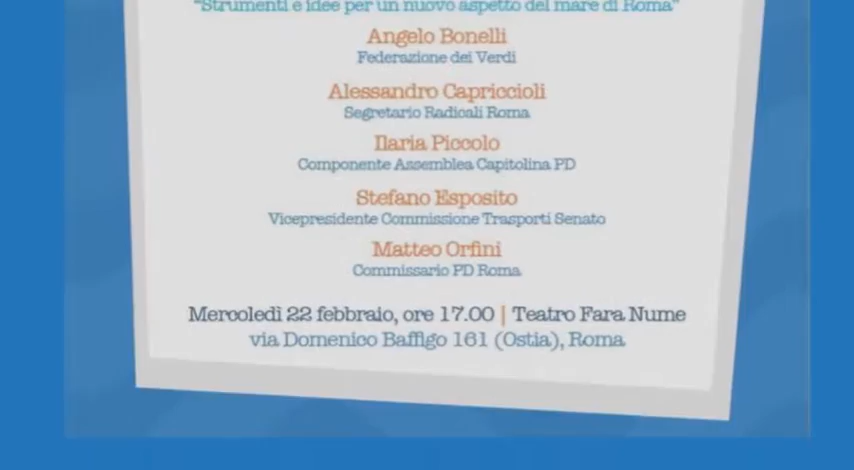 "Strumenti e idee per un nuovo aspetto del mare di Roma"
Angelo Bonelli
Federazione dei Verdi
Alessandro Capriccioli
Segretario Radicali Roma
Ilaria Piccolo
Componente Assemblea Capitolina PD
Stefano Esposito
Vicepresidente Commissione Trasporti Senato
Matteo Orfini
Commissario PD Roma
Mercoledì 22 febbraio, ore 17.00 | Teatro Fara Nume
via Domenico Baffigo 161 (Ostia), Roma